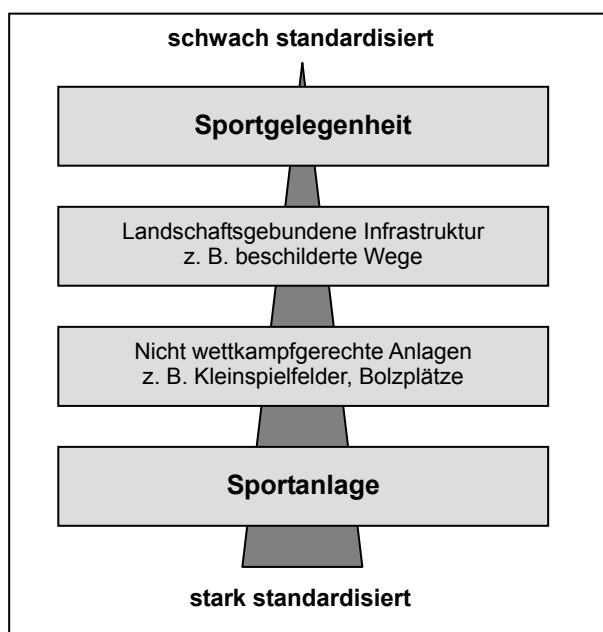 schwach standardisiert
Sportgelegenheit
Landschaftsgebundene Infrastruktur
z. B. beschilderte Wege
Nicht wettkampfgerechte Anlagen
z. B. Kleinspielfelder, Bolzplätze
Sportanlage
stark standardisiert